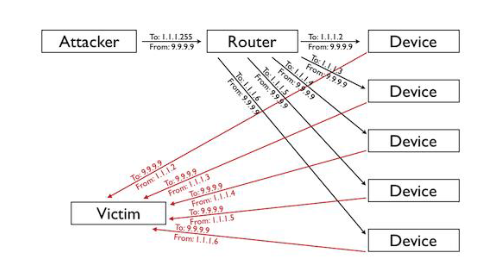 Attacker
To: 1.1.1.255
From: 9.9.9.9
Router
To: 1.1.1.2
From: 9.9.9.9
Device
To: 1.1.1.3
From: 9.9.9.9
Device
To: 1.1.1.4
From: 9.9.9.9
Device
To: 1.1.1.5
From: 9.9.9.9
Device
To: 1.1.1.6
From: 9.9.9.9
Device
To: 9.9.9.9
From: 1.1.1.2
To: 9.9.9.9
From: 1.1.1.3
To: 9.9.9.9
From: 1.1.1.4
To: 9.9.9.9
From: 1.1.1.5
To: 9.9.9.9
From: 1.1.1.6
Victim